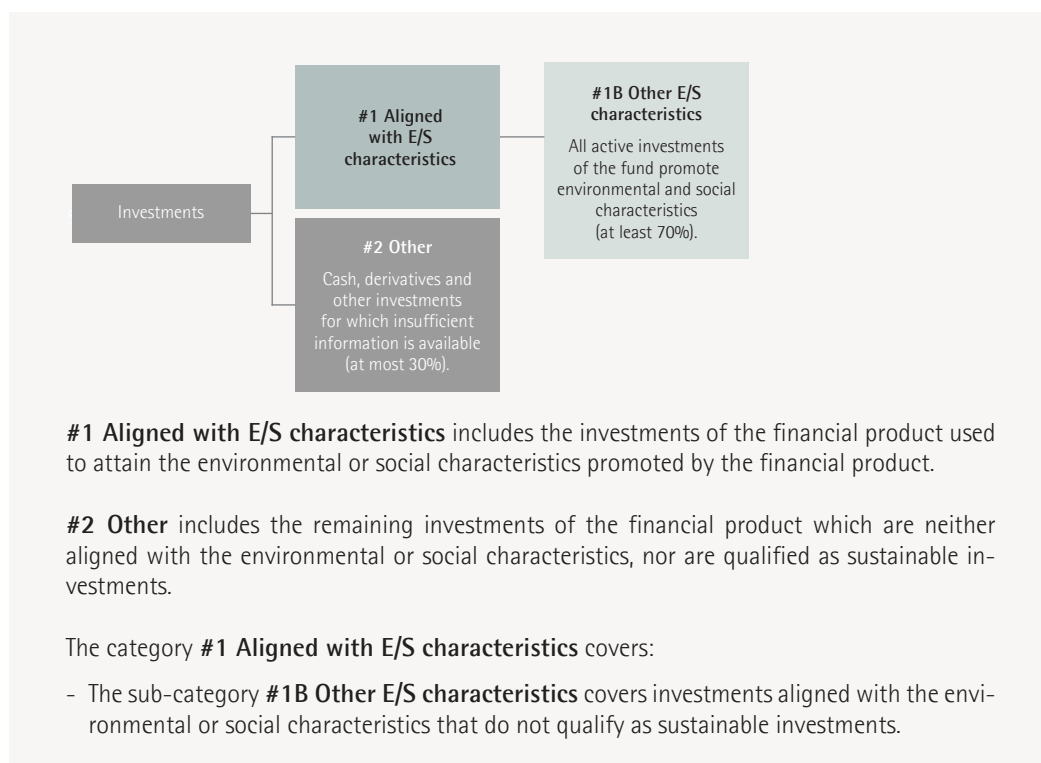 Investments
#1 Aligned
with E/S
characteristics
#1B Other E/S
characteristics
All active investments
of the fund promote
environmental and social
characteristics
(at least 70%).
#2 Other
Cash, derivatives and
other investments
for which insufficient
information is available
(at most 30%).
#1 Aligned with E/S characteristics includes the investments of the financial product used
to attain the environmental or social characteristics promoted by the financial product.
#2 Other includes the remaining investments of the financial product which are neither
aligned with the environmental or social characteristics, nor are qualified as sustainable in-
vestments.
The category #1 Aligned with E/S characteristics covers:
- The sub-category #1B Other E/S characteristics covers investments aligned with the envi-
ronmental or social characteristics that do not qualify as sustainable investments.